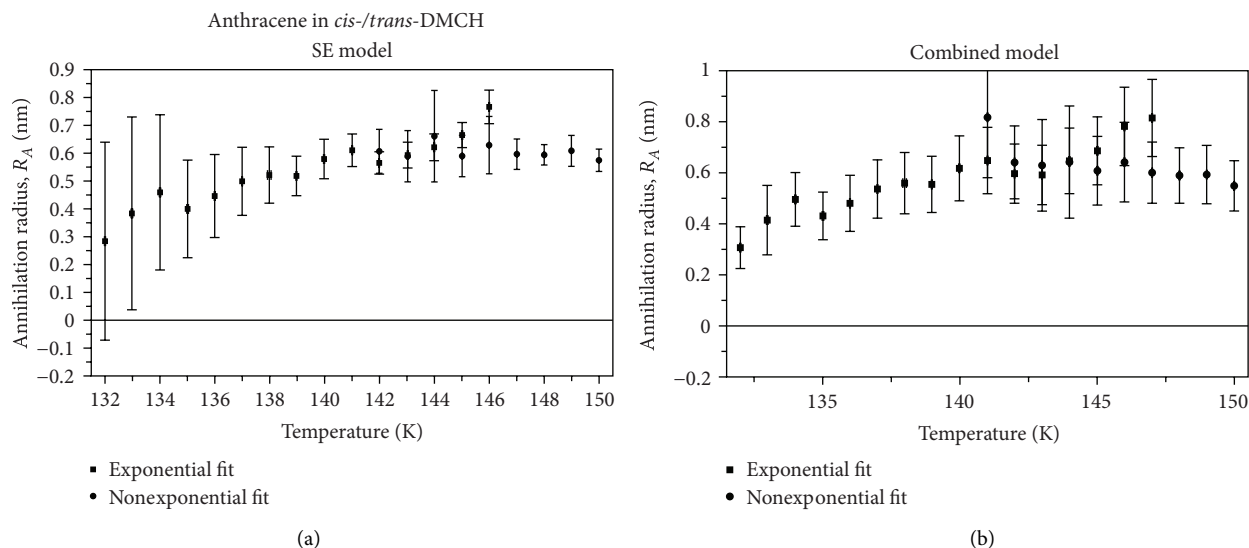 Anthracene in cis-/trans-DMCH
SE model
Annihilation radius, R_A (nm)
0.9
0.8
0.7
0.6
0.5
0.4
0.3
0.2
0.1
0
−0.1
−0.2
132
134
136
138
140
142
144
146
148
150
Temperature (K)
Exponential fit
Nonexponential fit
(a)
Combined model
Annihilation radius, R_A (nm)
1
0.8
0.6
0.4
0.2
0
−0.2
135
140
145
150
Temperature (K)
Exponential fit
Nonexponential fit
(b)